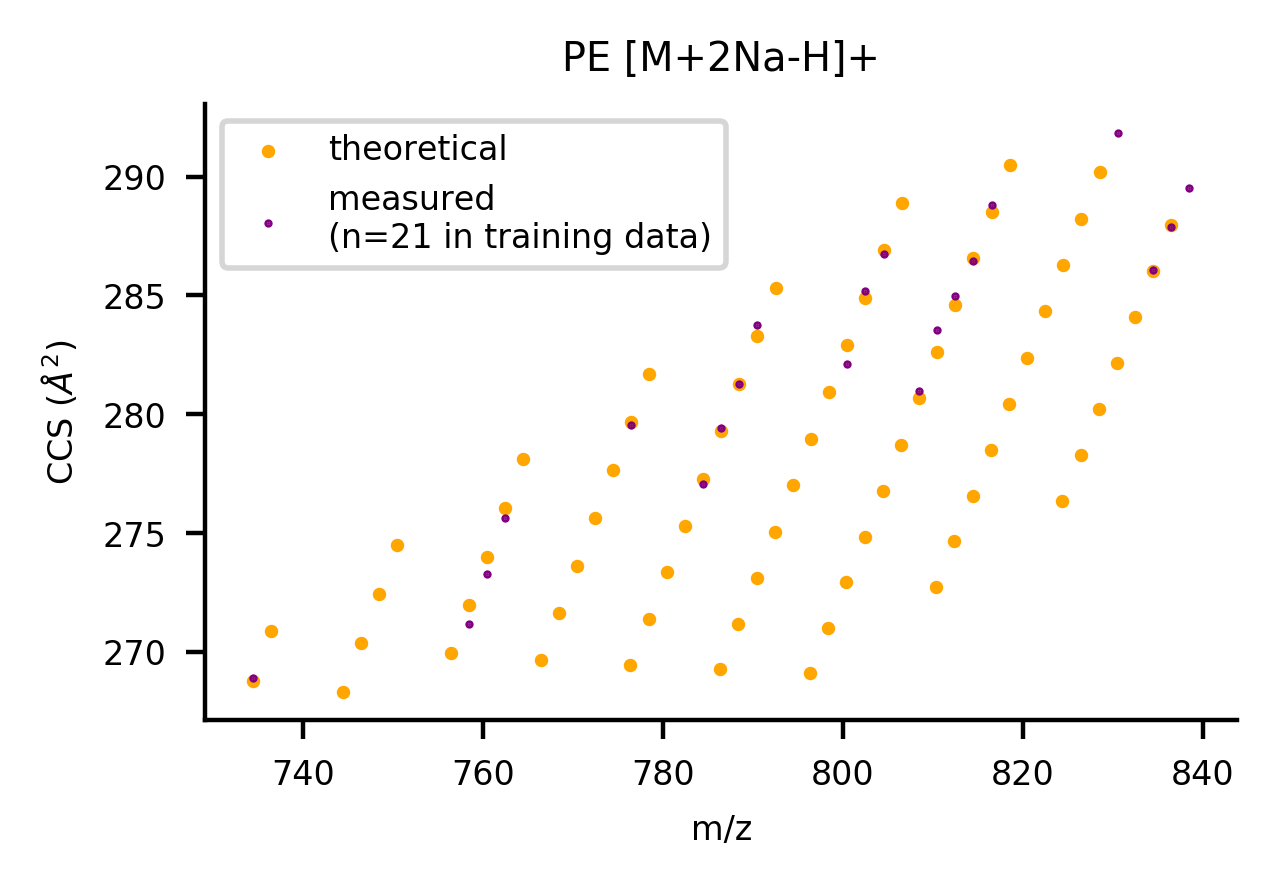 PE [M+2Na-H]+
theoretical
measured
(n=21 in training data)
290
285
280
275
270
CCS (Å²)
740 760 780 800 820 840
m/z